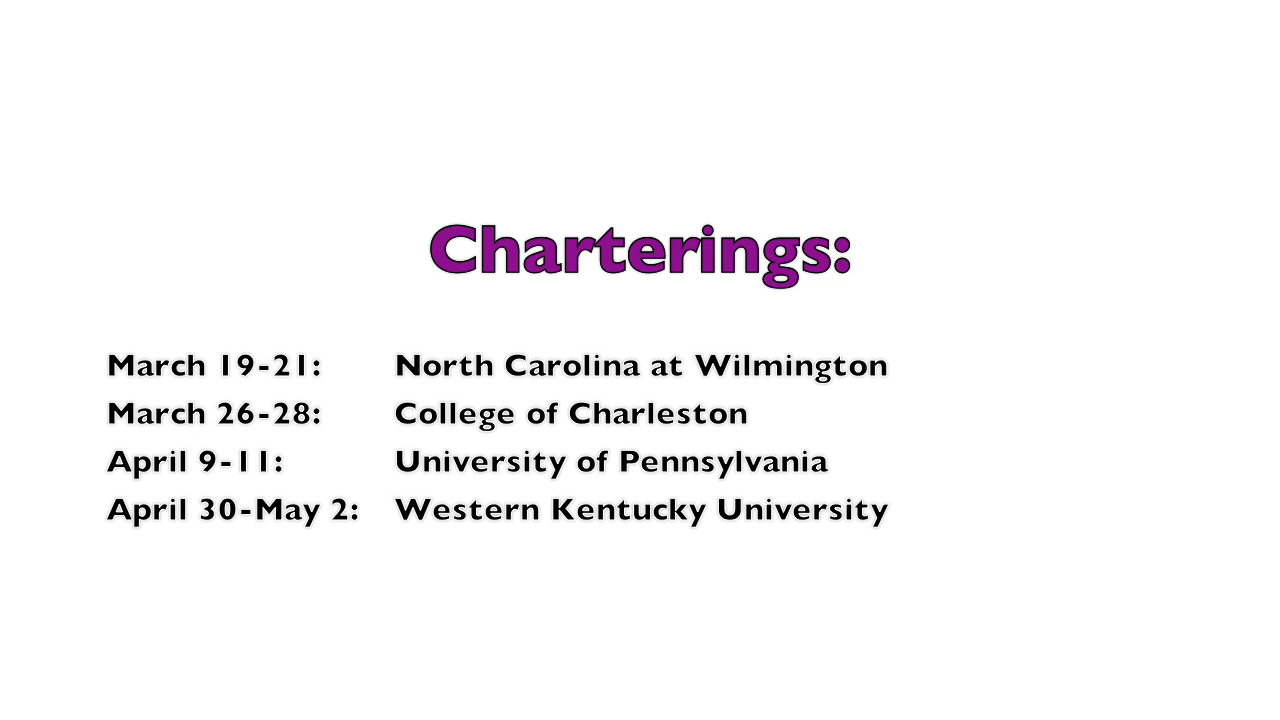 Charterings:
March 19-21: North Carolina at Wilmington
March 26-28: College of Charleston
April 9-11: University of Pennsylvania
April 30-May 2: Western Kentucky University